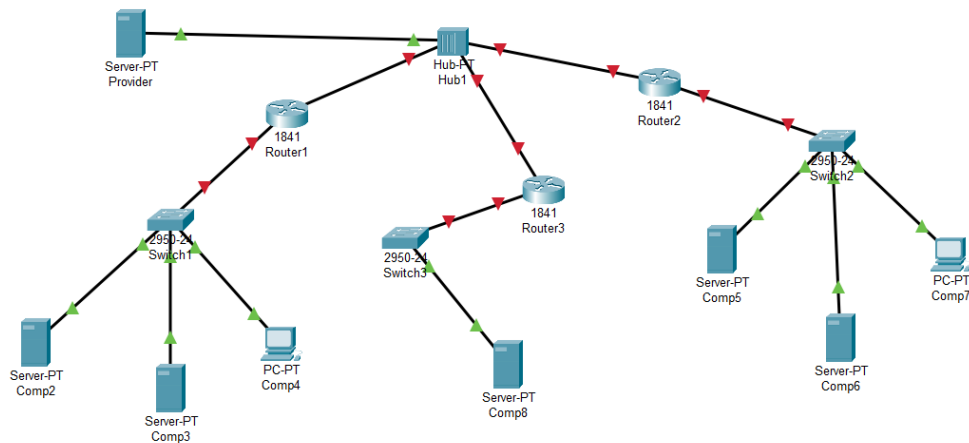 Server-PT
Provider
Hub-PT
Hub1
1841
Router2
1841
Router1
2950-24
Switch2
1841
Router3
2950-24
Switch1
2950-24
Switch3
Server-PT
Comp5
PC-PT
Comp7
Server-PT
Comp2
PC-PT
Comp4
Server-PT
Comp8
Server-PT
Comp6
Server-PT
Comp3